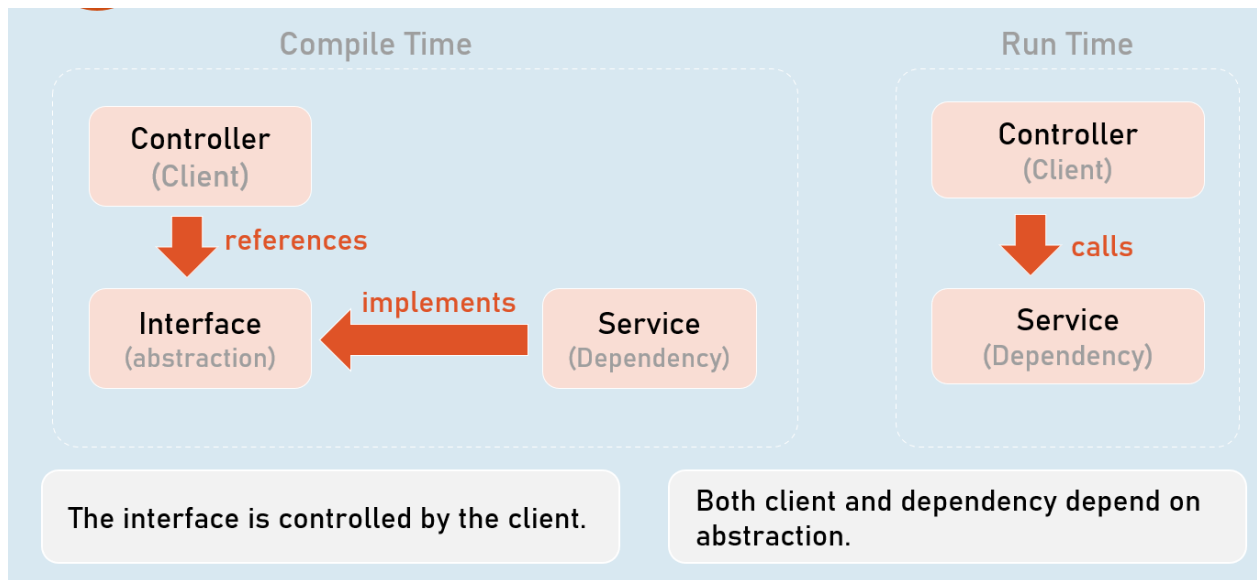 Compile Time
Controller
(Client)
references
Interface
(abstraction)
implements
Service
(Dependency)
Run Time
Controller
(Client)
calls
Service
(Dependency)
The interface is controlled by the client.
Both client and dependency depend on
abstraction.